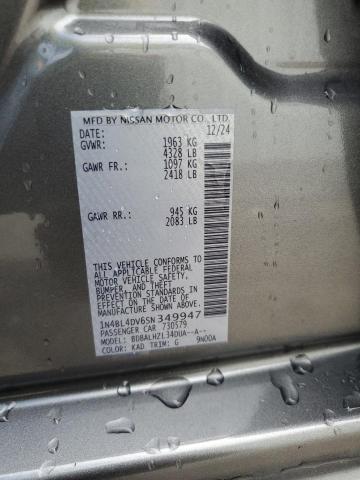 MFD BY NISSAN MOTOR CO., LTD.
DATE: 12/24
GVWR: 1963 KG
4328 LB
GAWR FR.: 1097 KG
2418 LB
GAWR RR.: 945 KG
2083 LB
THIS VEHICLE CONFORMS TO ALL
APPLICABLE FEDERAL
MOTOR VEHICLE SAFETY,
BUMPER, AND THEFT
PREVENTION STANDARDS
IN EFFECT ON THE DATE OF
MANUFACTURE SHOWN ABOVE.
1N4BL4DV6SN349947
PASSENGER CAR 730579
MODEL: BDBALHZL34DUA--A--
COLOR: KAD TRIM: G 9N00A